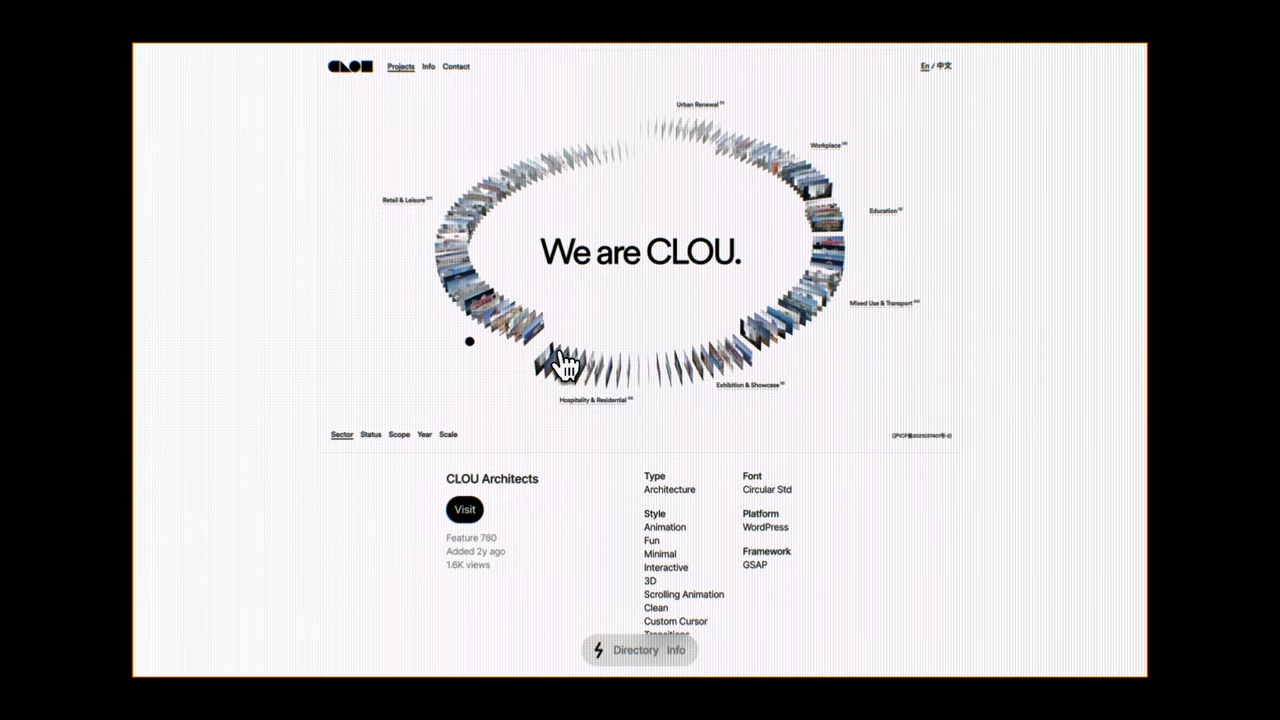 CLOU Projects Info Contact En / 中文
Urban Renewal
Workplace
Retail & Leisure
Education
We are CLOU.
Mixed Use & Transport
Exhibition & Showcase
Hospitality & Residential
Sector Status Scope Year Scale
CLOU Architects
Visit
Feature 780
Added 2y ago
1.6K views
Type
Architecture
Style
Animation
Fun
Minimal
Interactive
3D
Scrolling Animation
Clean
Custom Cursor
Transitions
Font
Circular Std
Platform
WordPress
Framework
GSAP
Directory Info